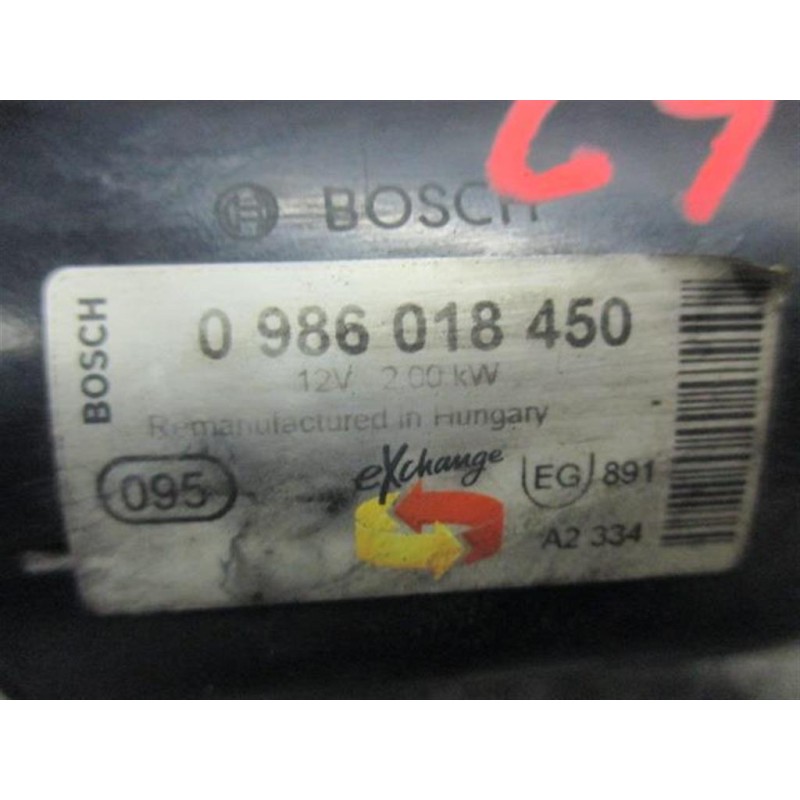 69
BOSCH
BOSCH
0 986 018 450
12V 2.00 kW
Remanufactured in Hungary
095
eXchange
EG 891
A2 334